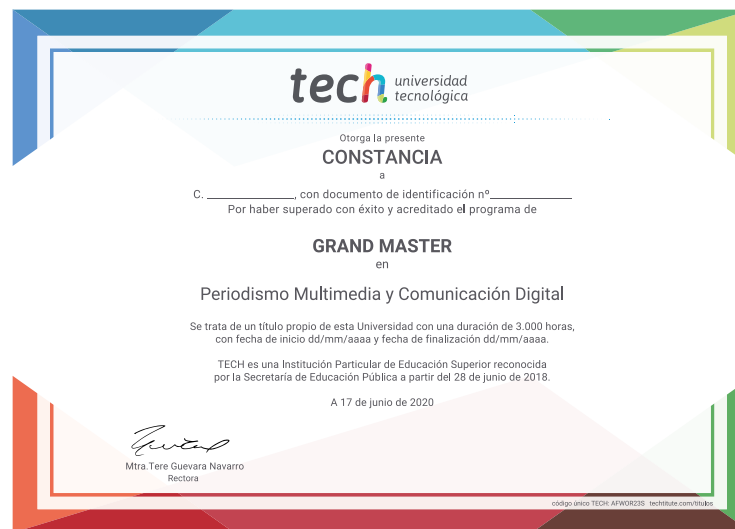 tech universidad
tecnológica
Otorga la presente
CONSTANCIA
a
C. ________________, con documento de identificación nº______________
Por haber superado con éxito y acreditado el programa de
GRAND MASTER
en
Periodismo Multimedia y Comunicación Digital
Se trata de un título propio de esta Universidad con una duración de 3.000 horas,
con fecha de inicio dd/mm/aaaa y fecha de finalización dd/mm/aaaa.
TECH es una Institución Particular de Educación Superior reconocida
por la Secretaría de Educación Pública a partir del 28 de junio de 2018.
A 17 de junio de 2020
Mtra.Tere Guevara Navarro
Rectora
código único TECH: AFWOR23S techtitute.com/títulos